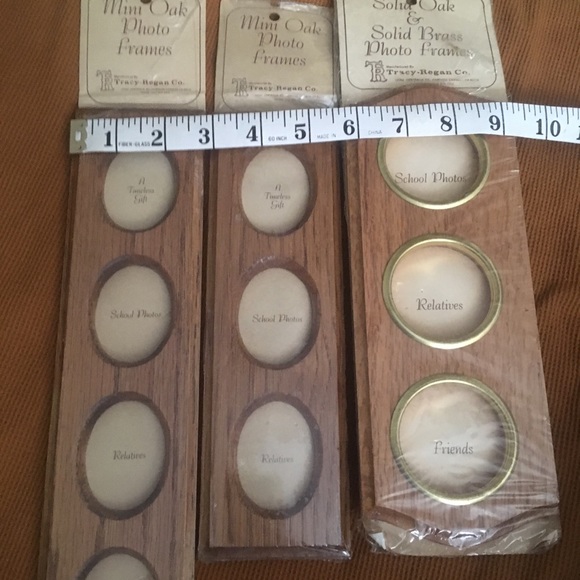 Mini Oak
Photo
Frames
Tracy-Regan Co.
Mini Oak
Photo
Frames
Tracy-Regan Co.
Solid Oak
&
Solid Brass
Photo Frames
Tracy-Regan Co.
1 2 3 4 5 6 7 8 9 10
FIBER-GLASS 60 INCH MADE IN CHINA
A
Timeless
Gift
School Photos
Relatives
A
Timeless
Gift
School Photos
Relatives
School Photos
Relatives
Friends